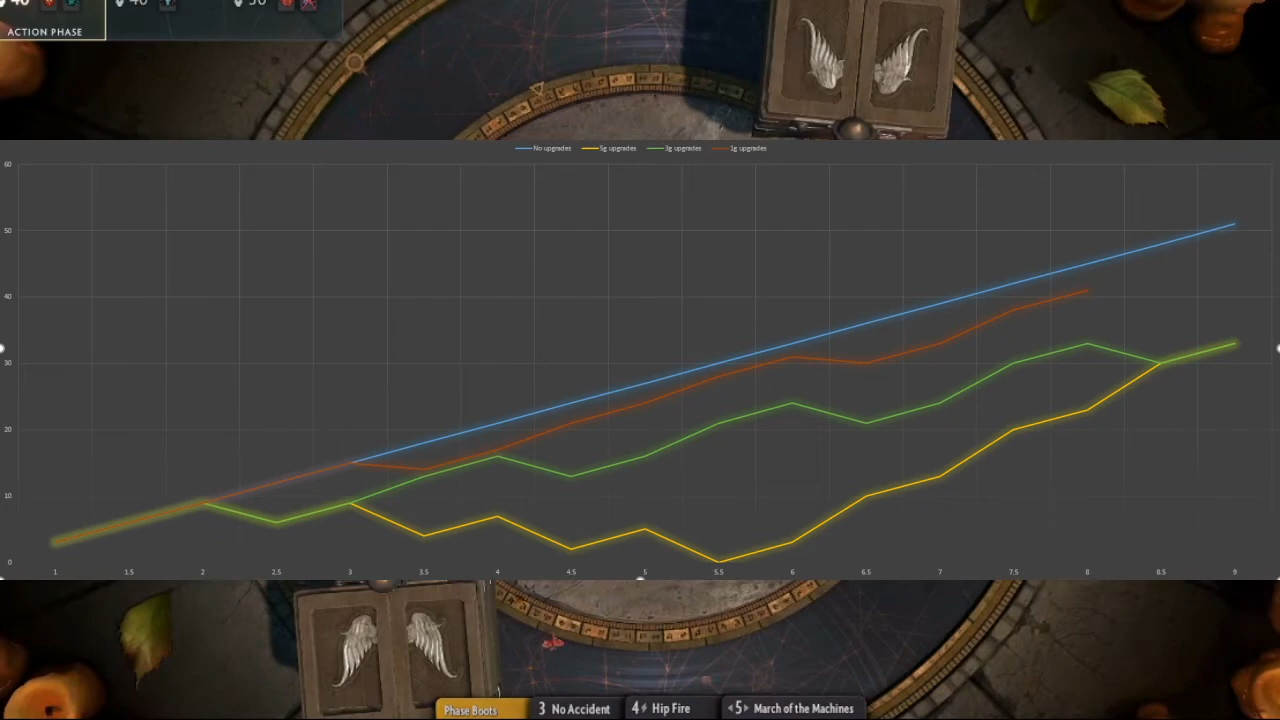 40 40 50
ACTION PHASE
No upgrades 5g upgrades 3g upgrades 1g upgrades
60
50
40
30
20
10
0
1 1.5 2 2.5 3 3.5 4 4.5 5 5.5 6 6.5 7 7.5 8 8.5 9
Phase Boots 3 No Accident 4 Hip Fire 5 March of the Machines